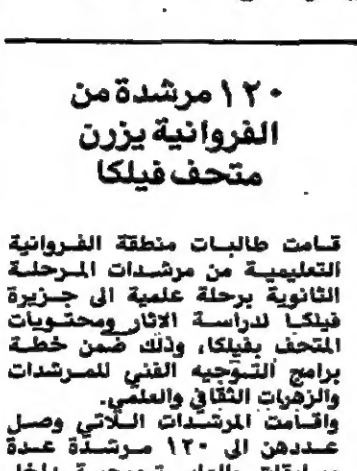 ١٢٠ مرشدة من
الفروانية يزرن
متحف فيلكا
قامت طالبات منطقة الفروانية
التعليمية من مرشدات المرحلة
الثانوية برحلة علمية الى جزيرة
فيلكا لدراسة الاثار ومحتويات
المتحف بفيلكا، وذلك ضمن خطة
برامج التوجيه الفني للمرشدات
والزهرات الثقافي والعلمي.
واقامت المرشدات اللاتي وصل
عددهن الى ١٢٠ مرشدة عدة